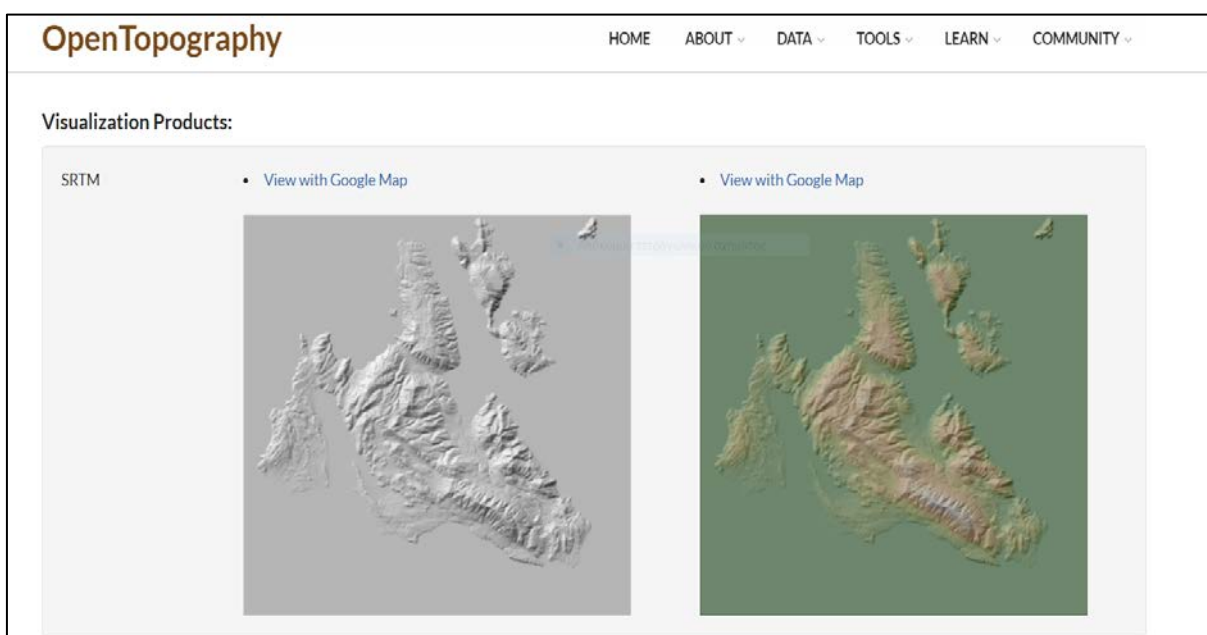 OpenTopography
HOME ABOUT DATA TOOLS LEARN COMMUNITY
Visualization Products:
SRTM
• View with Google Map
• View with Google Map